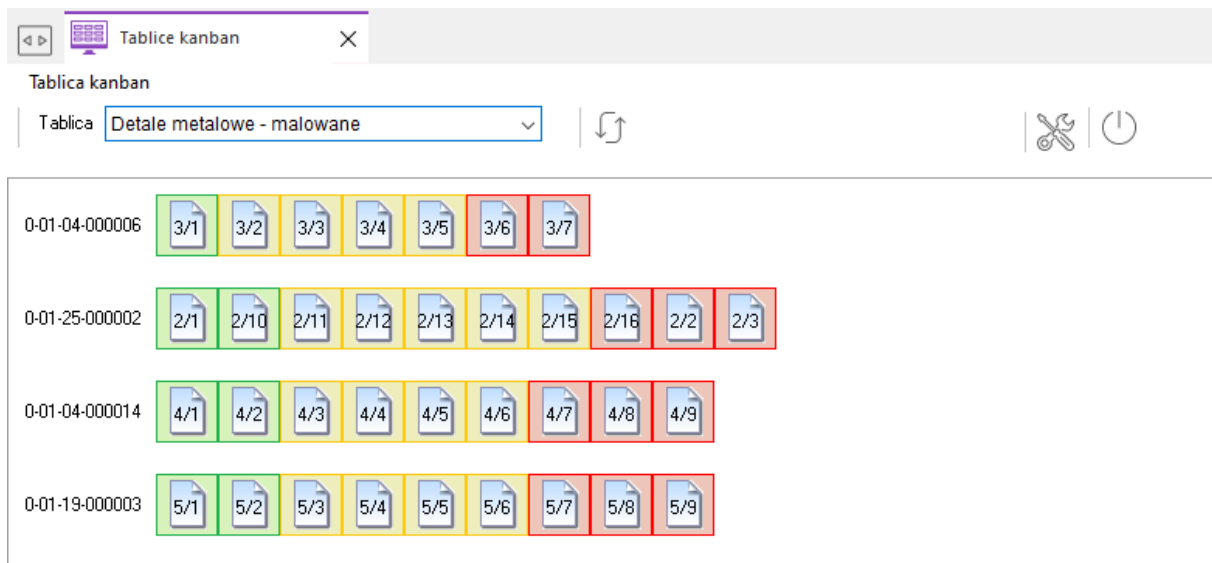 Tablice kanban
Tablica kanban
Tablica Detale metalowe - malowane
0-01-04-000006 3/1 3/2 3/3 3/4 3/5 3/6 3/7
0-01-25-000002 2/1 2/10 2/11 2/12 2/13 2/14 2/15 2/16 2/2 2/3
0-01-04-000014 4/1 4/2 4/3 4/4 4/5 4/6 4/7 4/8 4/9
0-01-19-000003 5/1 5/2 5/3 5/4 5/5 5/6 5/7 5/8 5/9